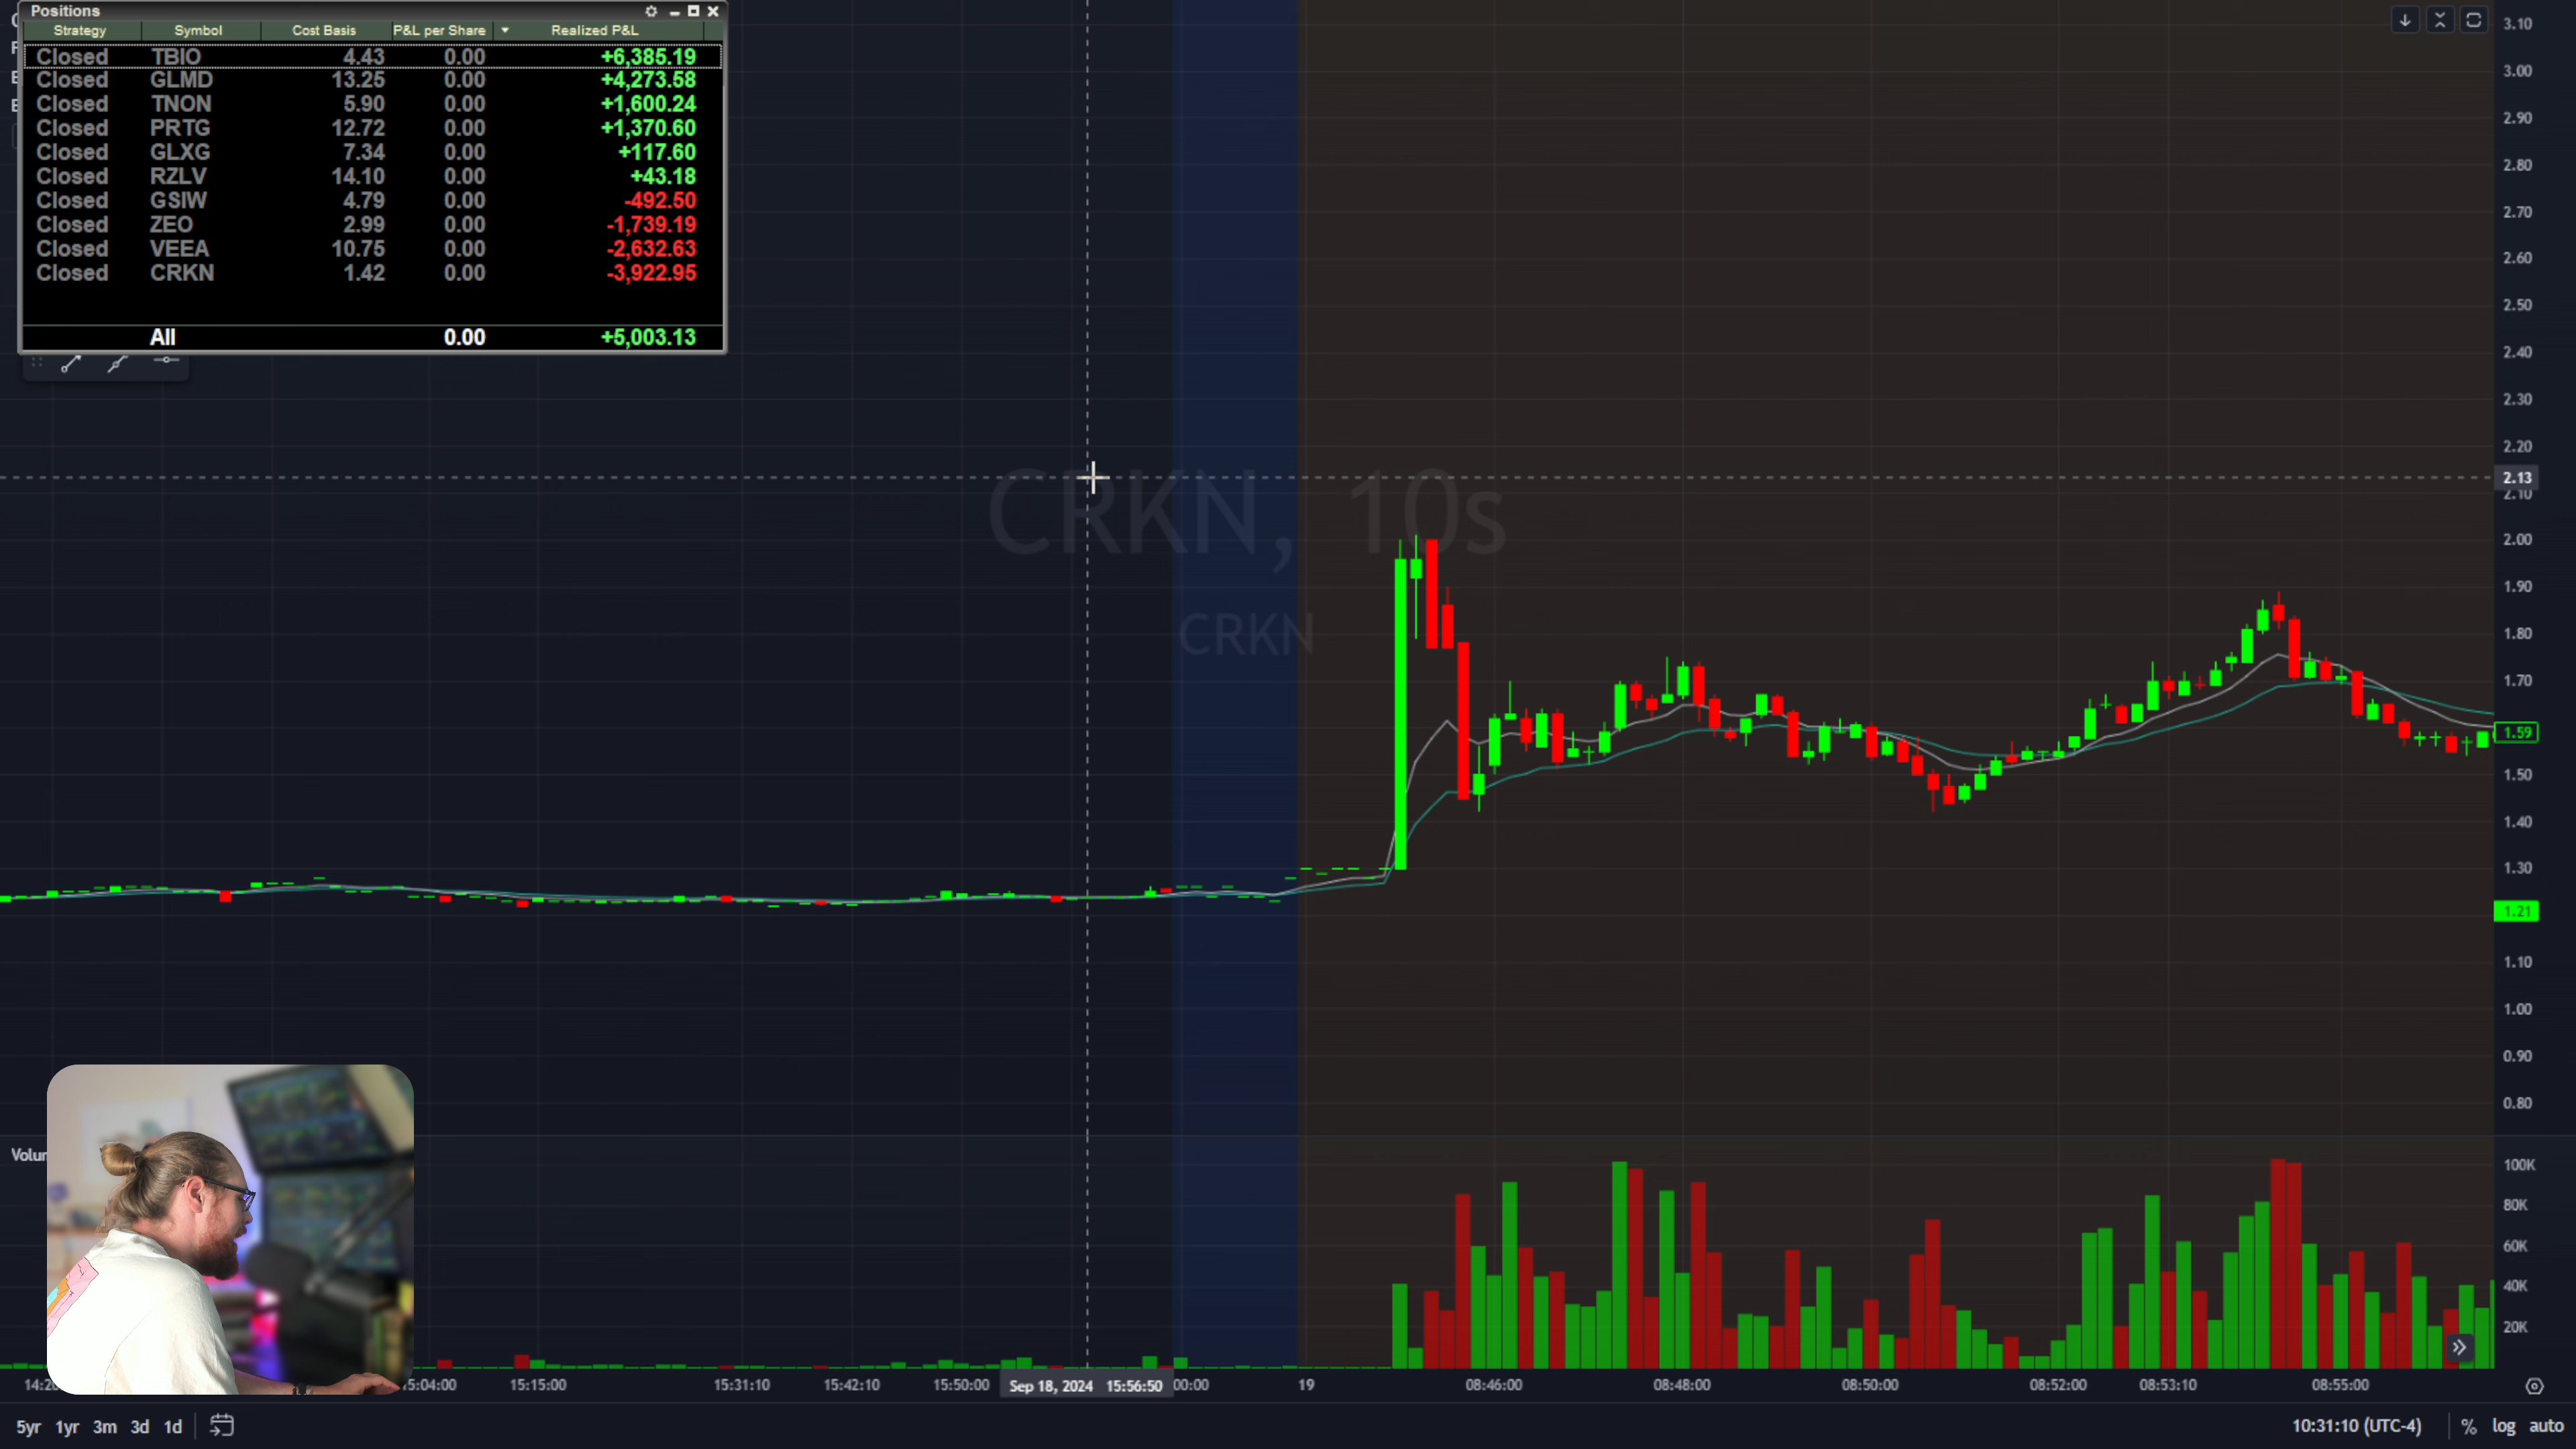 Positions
Strategy Symbol Cost Basis P&L per Share Realized P&L
Closed TBIO 4.43 0.00 +6,385.19
Closed GLMD 13.25 0.00 +4,273.58
Closed TNON 5.90 0.00 +1,600.24
Closed PRTG 12.72 0.00 +1,370.60
Closed GLXG 7.34 0.00 +117.60
Closed RZLV 14.10 0.00 +43.18
Closed GSIW 4.79 0.00 -492.50
Closed ZEO 2.99 0.00 -1,739.19
Closed VEEA 10.75 0.00 -2,632.63
Closed CRKN 1.42 0.00 -3,922.95
All 0.00 +5,003.13
3.10
3.00
2.90
2.80
2.70
2.60
2.50
2.40
2.30
2.20
2.13
2.10
CRKN, 10s
CRKN
2.00
1.90
1.80
1.70
1.59
1.50
1.40
1.30
1.21
1.10
1.00
0.90
0.80
100K
80K
60K
40K
20K
15:15:00 15:31:10 15:42:10 15:50:00 Sep 18, 2024 15:56:50 00:00 19 08:46:00 08:48:00 08:50:00 08:52:00 08:53:10 08:55:00
5yr 1yr 3m 3d 1d 10:31:10 (UTC-4) % log auto